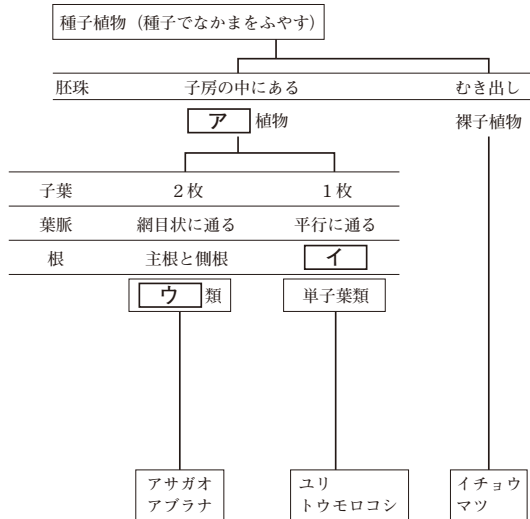 種子植物（種子でなかまをふやす）
胚珠 子房の中にある むき出し
ア 植物 裸子植物
子葉 2枚 1枚
葉脈 網目状に通る 平行に通る
根 主根と側根 イ
ウ 類 単子葉類
アサガオ ユリ イチョウ
アブラナ トウモロコシ マツ